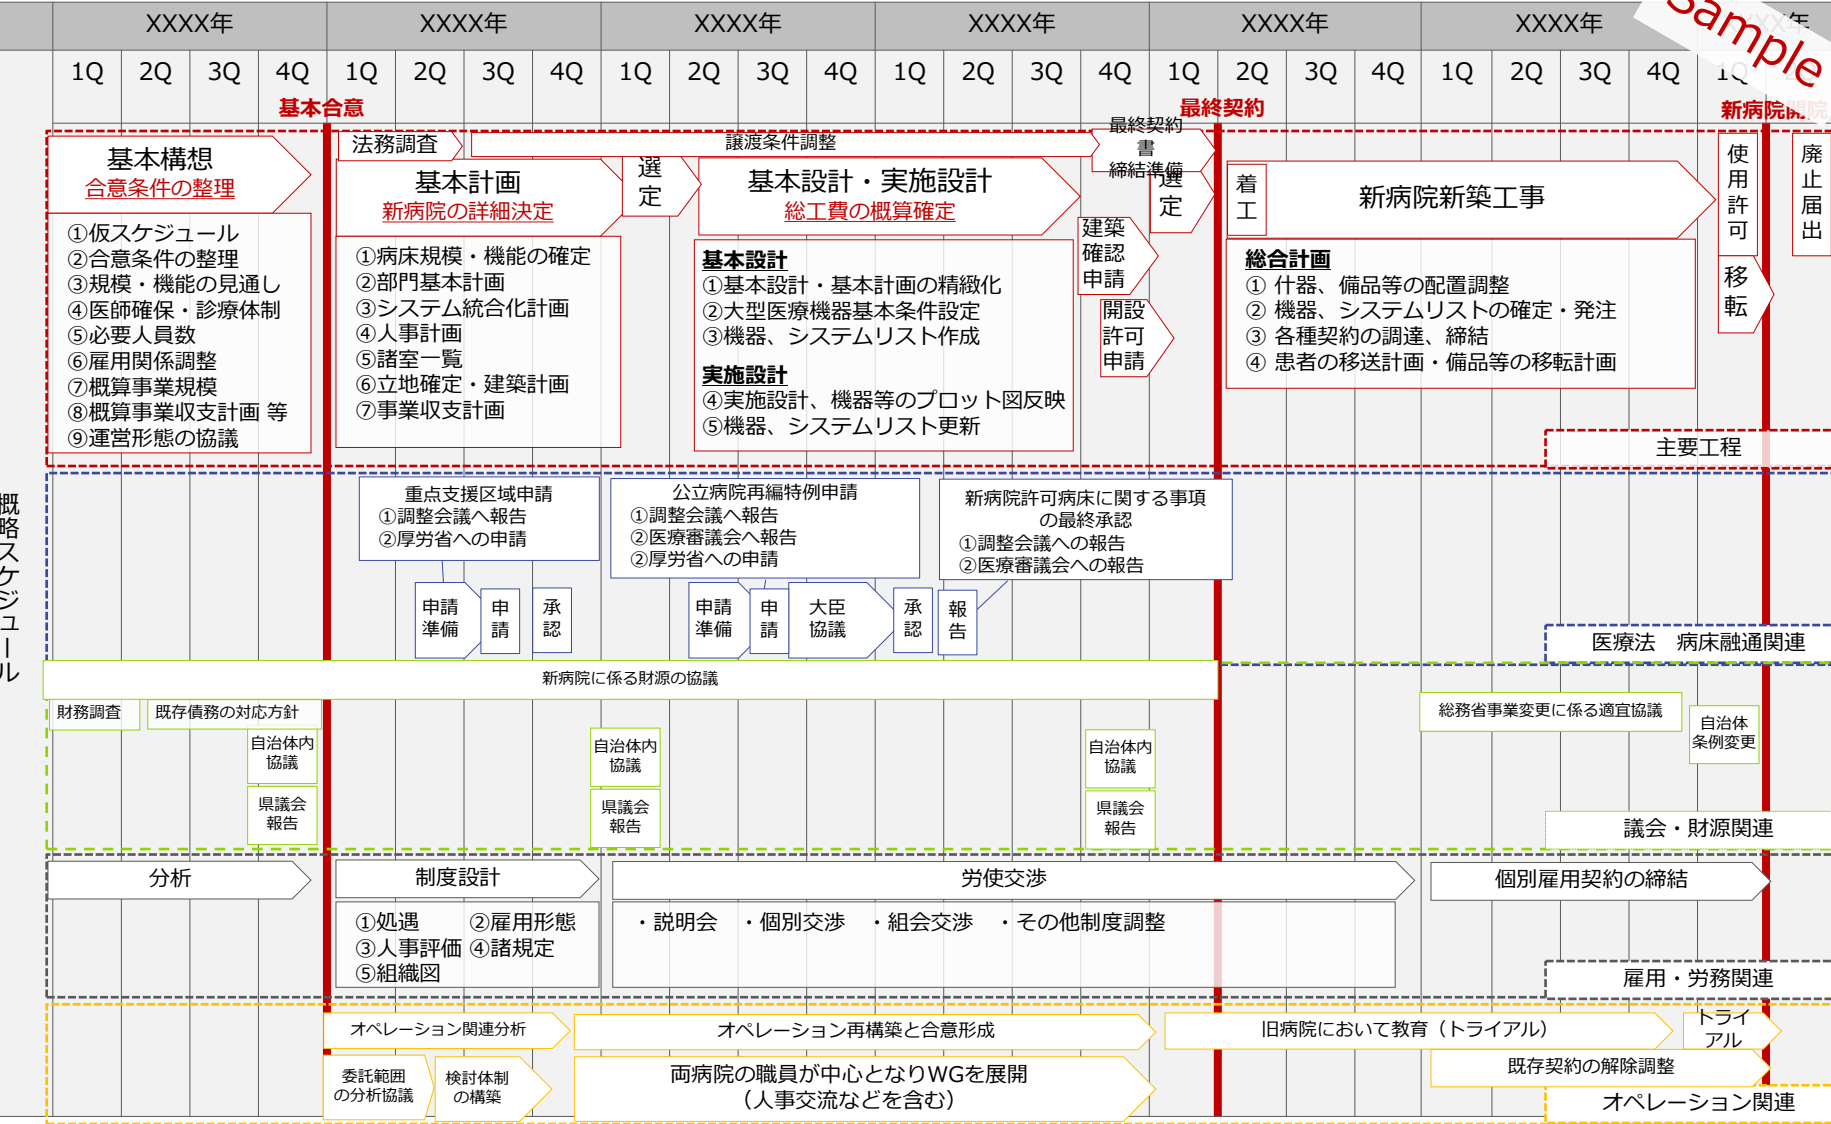 XXXX年 XXXX年 XXXX年 XXXX年 XXXX年 XXXX年
Sample
1Q 2Q 3Q 4Q 1Q 2Q 3Q 4Q 1Q 2Q 3Q 4Q 1Q 2Q 3Q 4Q 1Q 2Q 3Q 4Q 1Q 2Q 3Q 4Q 1Q
基本合意
最終契約
新病院開院
概略スケジュール
基本構想
合意条件の整理
①仮スケジュール
②合意条件の整理
③規模・機能の見通し
④医師確保・診療体制
⑤必要人員数
⑥雇用関係調整
⑦概算事業規模
⑧概算事業収支計画 等
⑨運営形態の協議
法務調査
譲渡条件調整
最終契約
書
締結準備
基本計画
新病院の詳細決定
①病床規模・機能の確定
②部門基本計画
③システム統合化計画
④人事計画
⑤諸室一覧
⑥立地確定・建築計画
⑦事業収支計画
選
定
基本設計・実施設計
総工費の概算確定
基本設計
①基本設計・基本計画の精緻化
②大型医療機器基本条件設定
③機器、システムリスト作成
実施設計
④実施設計、機器等のプロット図反映
⑤機器、システムリスト更新
建築
確認
申請
開設
許可
申請
選
定
着
工
新病院新築工事
総合計画
① 什器、備品等の配置調整
② 機器、システムリストの確定・発注
③ 各種契約の調達、締結
④ 患者の移送計画・備品等の移転計画
使
用
許
可
移
転
廃
止
届
出
主要工程
重点支援区域申請
①調整会議へ報告
②厚労省への申請
公立病院再編特例申請
①調整会議へ報告
②医療審議会へ報告
②厚労省への申請
新病院許可病床に関する事項
の最終承認
①調整会議への報告
②医療審議会への報告
申請
準備
申
請
承
認
申請
準備
申
請
大臣
協議
承
認
報
告
医療法　病床融通関連
新病院に係る財源の協議
財務調査
既存債務の対応方針
自治体内
協議
県議会
報告
自治体内
協議
県議会
報告
自治体内
協議
県議会
報告
総務省事業変更に係る適宜協議
自治体
条例変更
議会・財源関連
分析
制度設計
労使交渉
個別雇用契約の締結
①処遇 ②雇用形態
③人事評価 ④諸規定
⑤組織図
・説明会 ・個別交渉 ・組会交渉 ・その他制度調整
雇用・労務関連
オペレーション関連分析
オペレーション再構築と合意形成
旧病院において教育（トライアル）
トライ
アル
委託範囲
の分析協議
検討体制
の構築
両病院の職員が中心となりWGを展開
（人事交流などを含む）
既存契約の解除調整
オペレーション関連